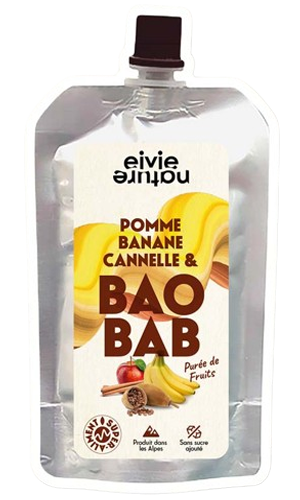 eivie
nature
POMME
BANANE
CANNELLE &
BAO
BAB
Purée de
Fruits
SUPER-ALIMENT
Produit dans
les Alpes
Sans sucre
ajouté